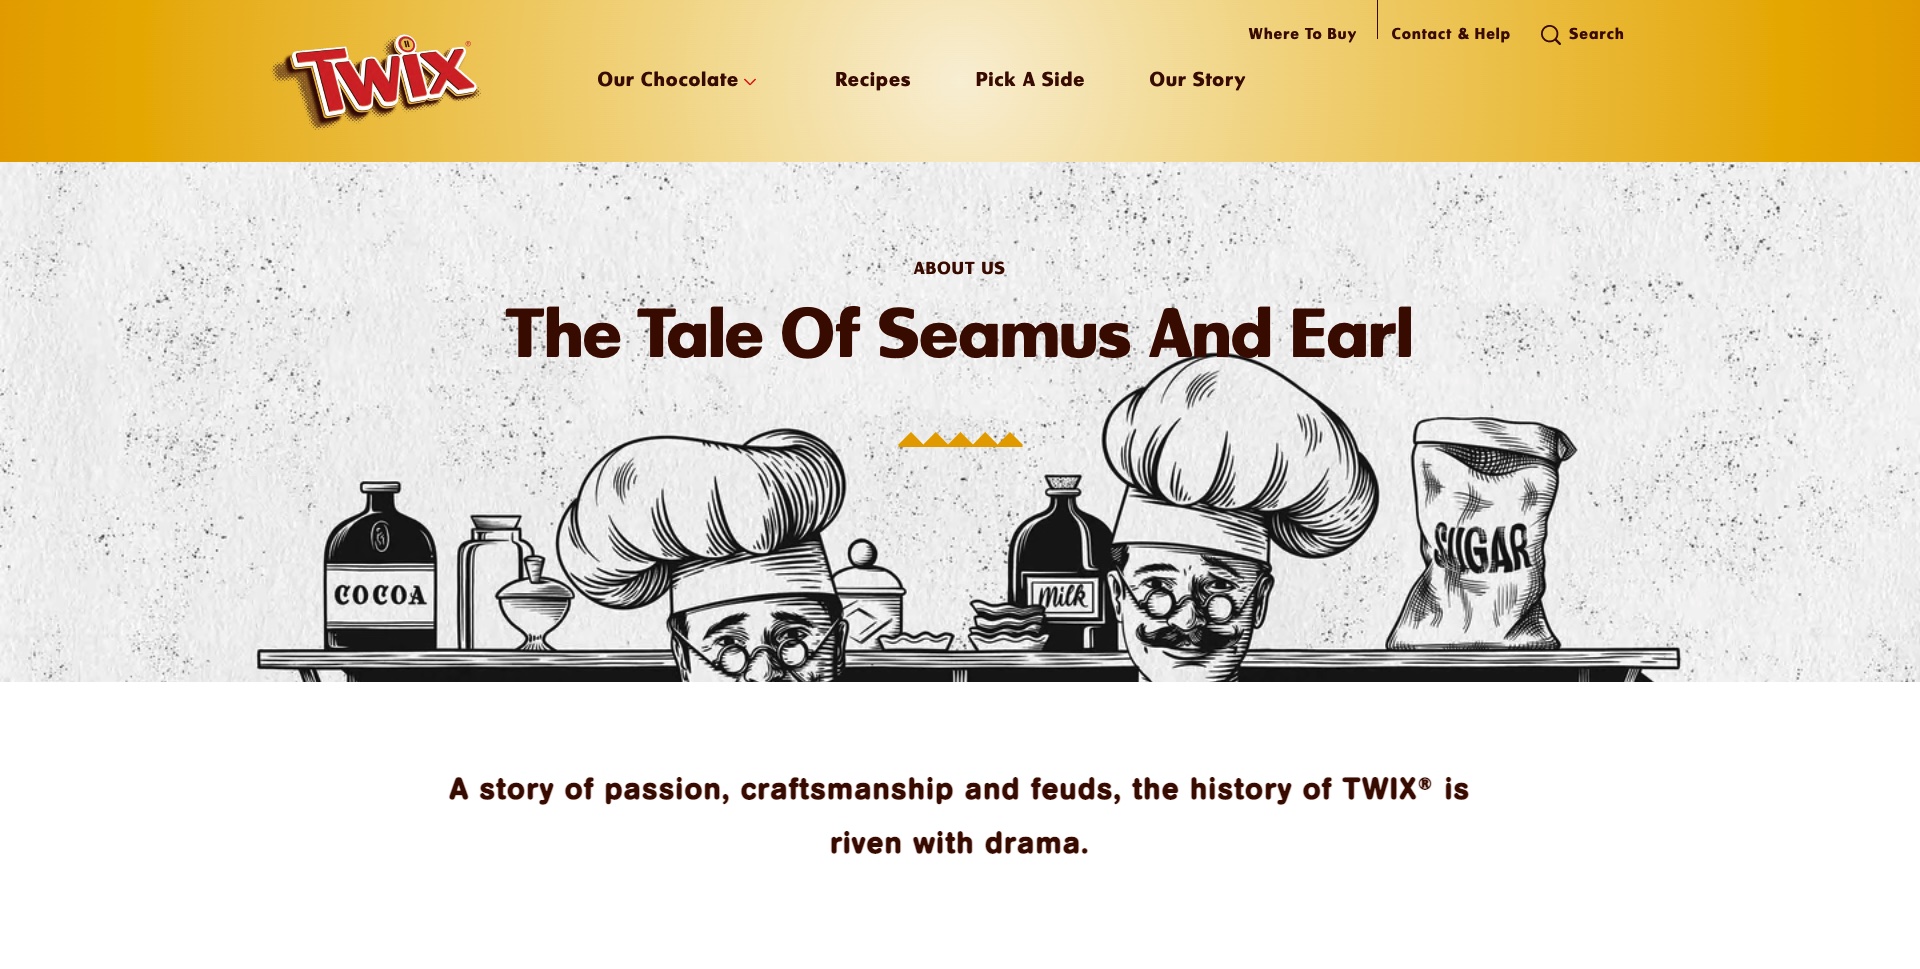 Where To Buy
Contact & Help
Search
Twix
Our Chocolate
Recipes
Pick A Side
Our Story
ABOUT US
The Tale Of Seamus And Earl
COCOA
Milk
SUGAR
A story of passion, craftsmanship and feuds, the history of TWIX® is
riven with drama.